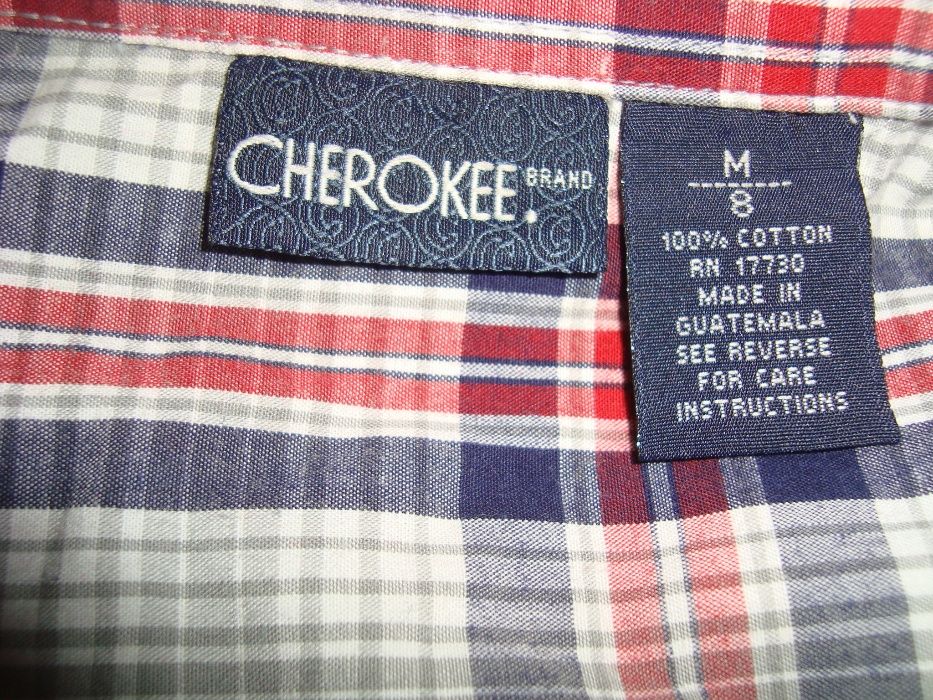 CHEROKEE. BRAND
M
8
100% COTTON
RN 17730
MADE IN
GUATEMALA
SEE REVERSE
FOR CARE
INSTRUCTIONS